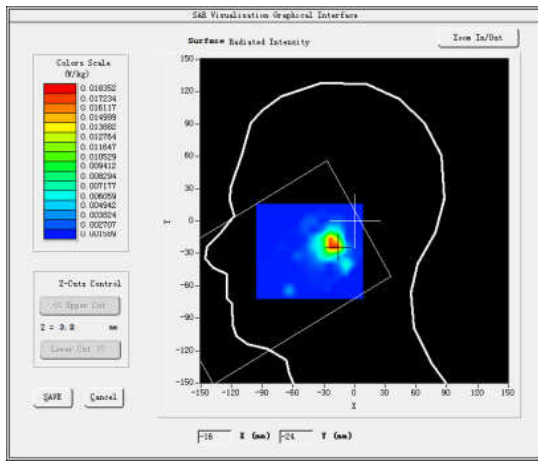 SAR Visualisation Graphical Interface
Surface Radiated Intensity
Zoom In/Out
Colors Scale
(W/kg)
0.018352
0.017234
0.016117
0.014999
0.013882
0.012764
0.011647
0.010529
0.009412
0.008294
0.007177
0.006059
0.004942
0.003824
0.002707
0.001589
150
120
90
60
30
0
-30
-60
-90
-120
-150
Y
-150 -120 -90 -60 -30 0 30 60 90 120 150
X
Z-Cuts Control
<< Upper Cut
Z = 3.2 mm
Lower Cut >>
SAVE Cancel
-16 X (mm) -24 Y (mm)